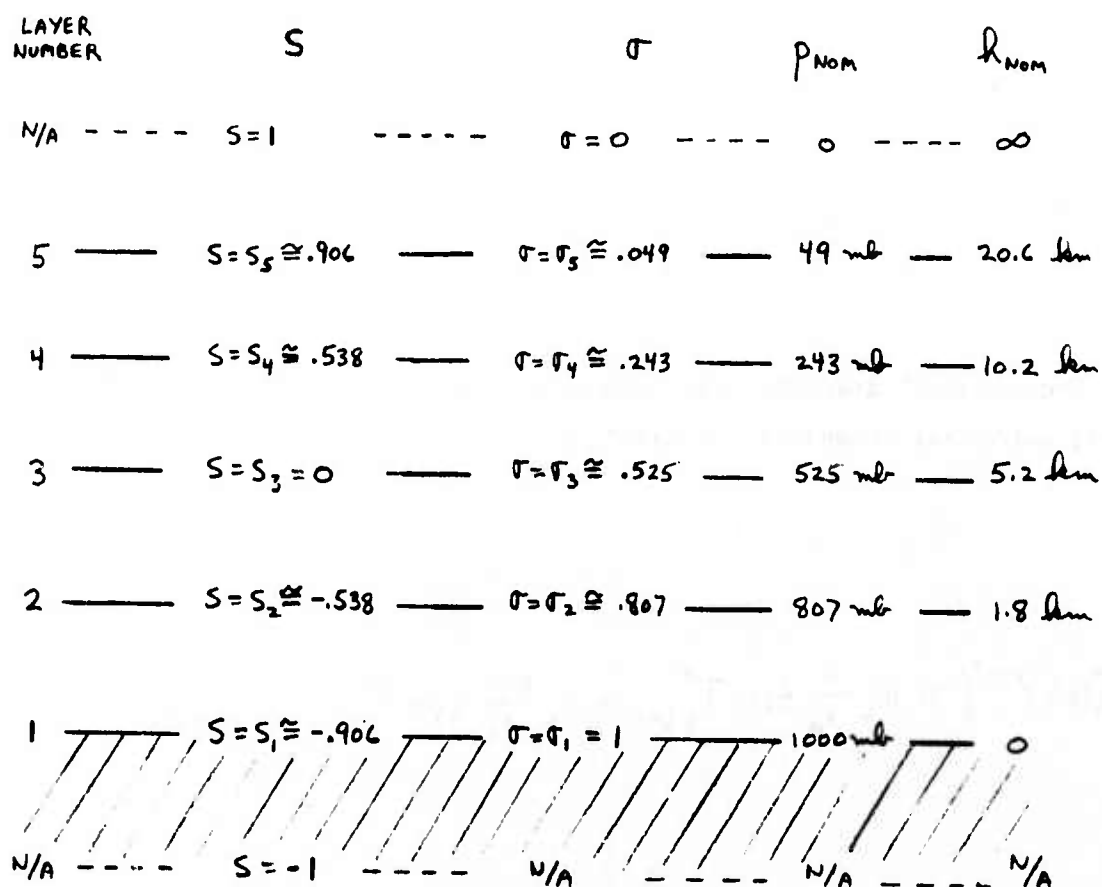 LAYER NUMBER S σ PNOM hNOM
N/A ---- S = 1 ----- σ = 0 ---- 0 ---- ∞
5 — S = S₅ ≅ .906 — σ = σ₅ ≅ .049 — 49 mb — 20.6 km
4 — S = S₄ ≅ .538 — σ = σ₄ ≅ .243 — 243 mb — 10.2 km
3 — S = S₃ = 0 — σ = σ₃ ≅ .525 — 525 mb — 5.2 km
2 — S = S₂ ≅ -.538 — σ = σ₂ ≅ .807 — 807 mb — 1.8 km
1 — S = S₁ ≅ -.906 — σ = σ₁ = 1 — 1000 mb — 0
N/A ---- S = -1 ---- N/A ---- N/A ---- N/A